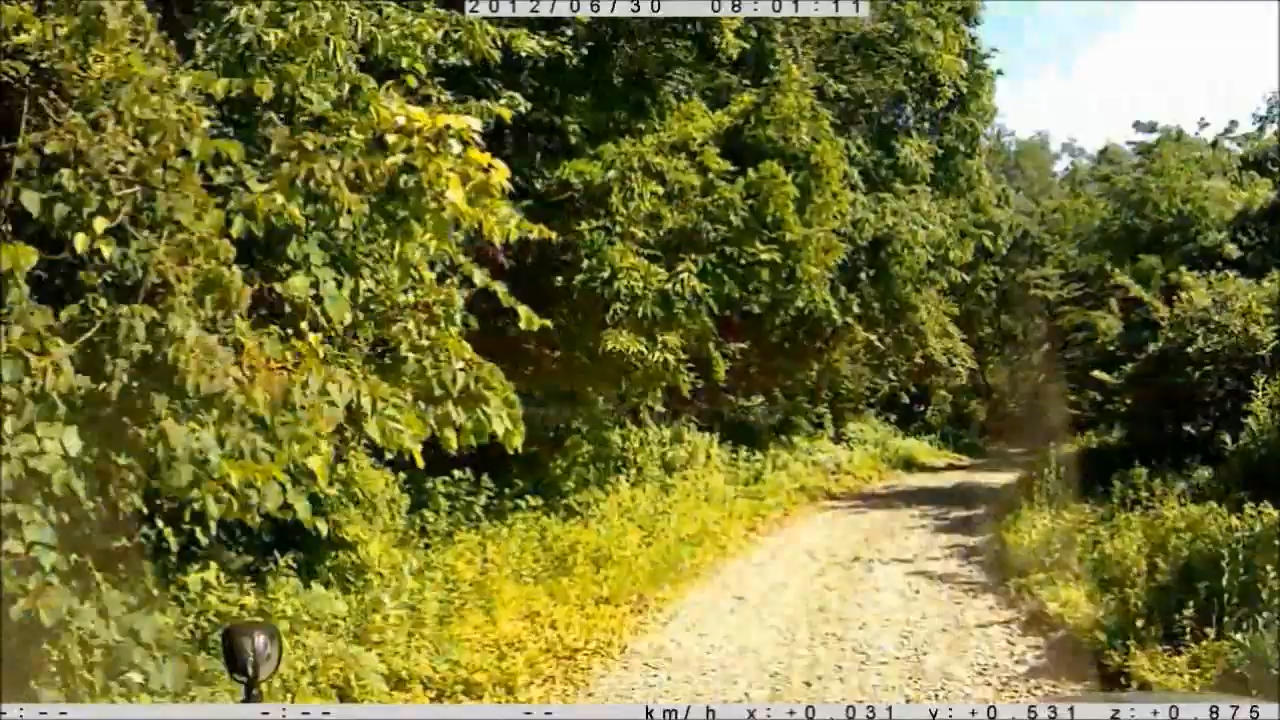 2012/06/30 08:01:11
-:-- -:-- -- km/h x:+0.031 y:+0.531 z:+0.875